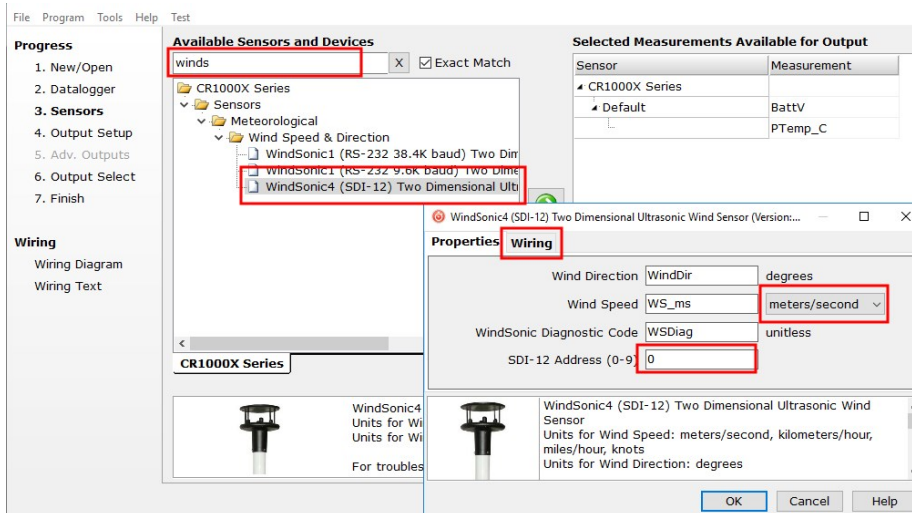 File Program Tools Help Test
Progress
1. New/Open
2. Datalogger
3. Sensors
4. Output Setup
5. Adv. Outputs
6. Output Select
7. Finish
Wiring
Wiring Diagram
Wiring Text
Available Sensors and Devices
winds X Exact Match
CR1000X Series
Sensors
Meteorological
Wind Speed & Direction
WindSonic1 (RS-232 38.4K baud) Two Dim
WindSonic1 (RS-232 9.6K baud) Two Dime
WindSonic4 (SDI-12) Two Dimensional Ult
CR1000X Series
WindSonic4
Units for Wi
Units for Wi
For troubles
Selected Measurements Available for Output
Sensor Measurement
CR1000X Series
Default BattV
PTemp_C
WindSonic4 (SDI-12) Two Dimensional Ultrasonic Wind Sensor (Version:...
Properties Wiring
Wind Direction WindDir degrees
Wind Speed WS_ms meters/second
WindSonic Diagnostic Code WSDiag unitless
SDI-12 Address (0-9) 0
WindSonic4 (SDI-12) Two Dimensional Ultrasonic Wind
Sensor
Units for Wind Speed: meters/second, kilometers/hour,
miles/hour, knots
Units for Wind Direction: degrees
OK Cancel Help